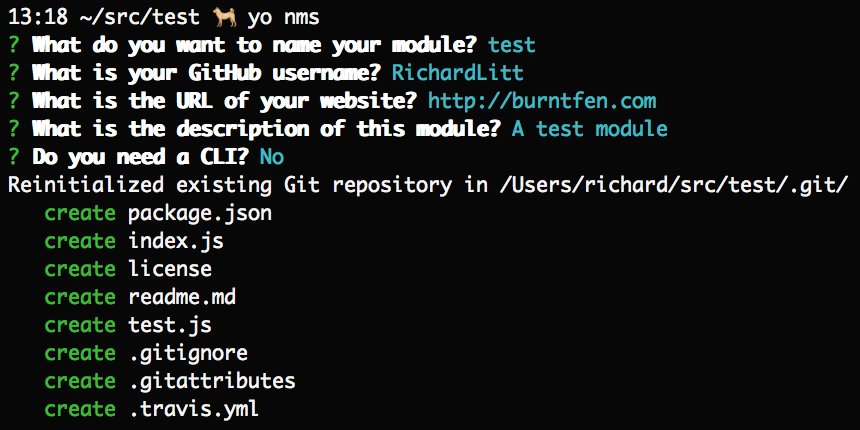 13:18 ~/src/test 🐕 yo nms
? What do you want to name your module? test
? What is your GitHub username? RichardLitt
? What is the URL of your website? http://burntfen.com
? What is the description of this module? A test module
? Do you need a CLI? No
Reinitialized existing Git repository in /Users/richard/src/test/.git/
create package.json
create index.js
create license
create readme.md
create test.js
create .gitignore
create .gitattributes
create .travis.yml